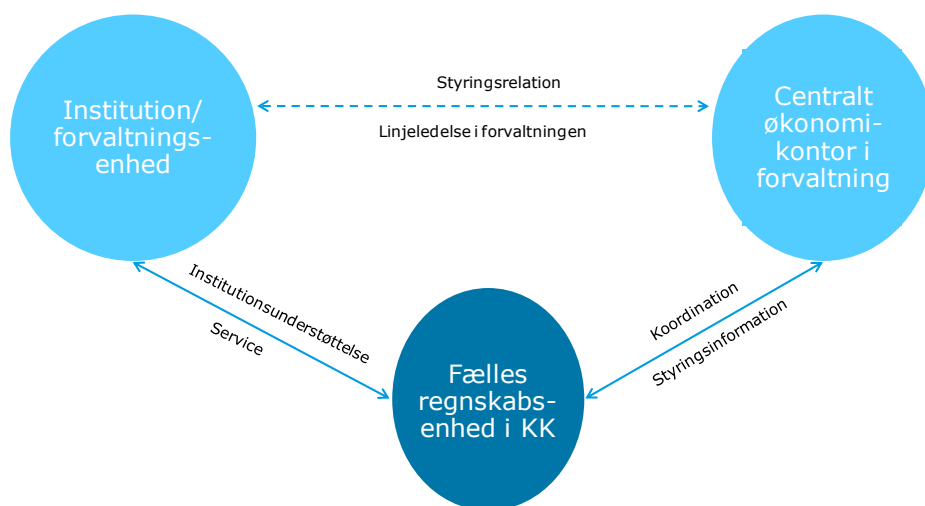 Institution/
forvaltnings-
enhed
Styringsrelation
Linjeledelse i forvaltningen
Centralt
økonomi-
kontor i
forvaltning
Institutionsunderstøttelse
Service
Koordination
Styringsinformation
Fælles
regnskabs-
enhed i KK